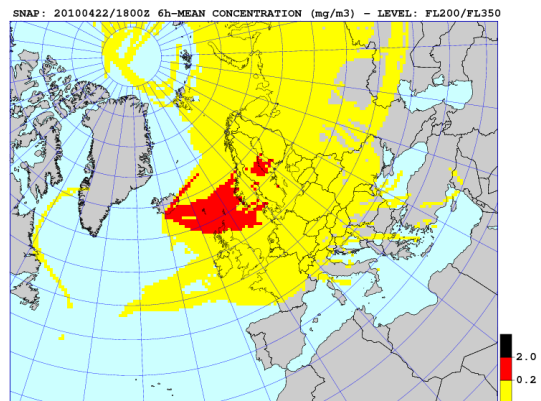 SNAP: 20100422/1800Z 6h-MEAN CONCENTRATION (mg/m3) - LEVEL: FL200/FL350
2.0
0.2